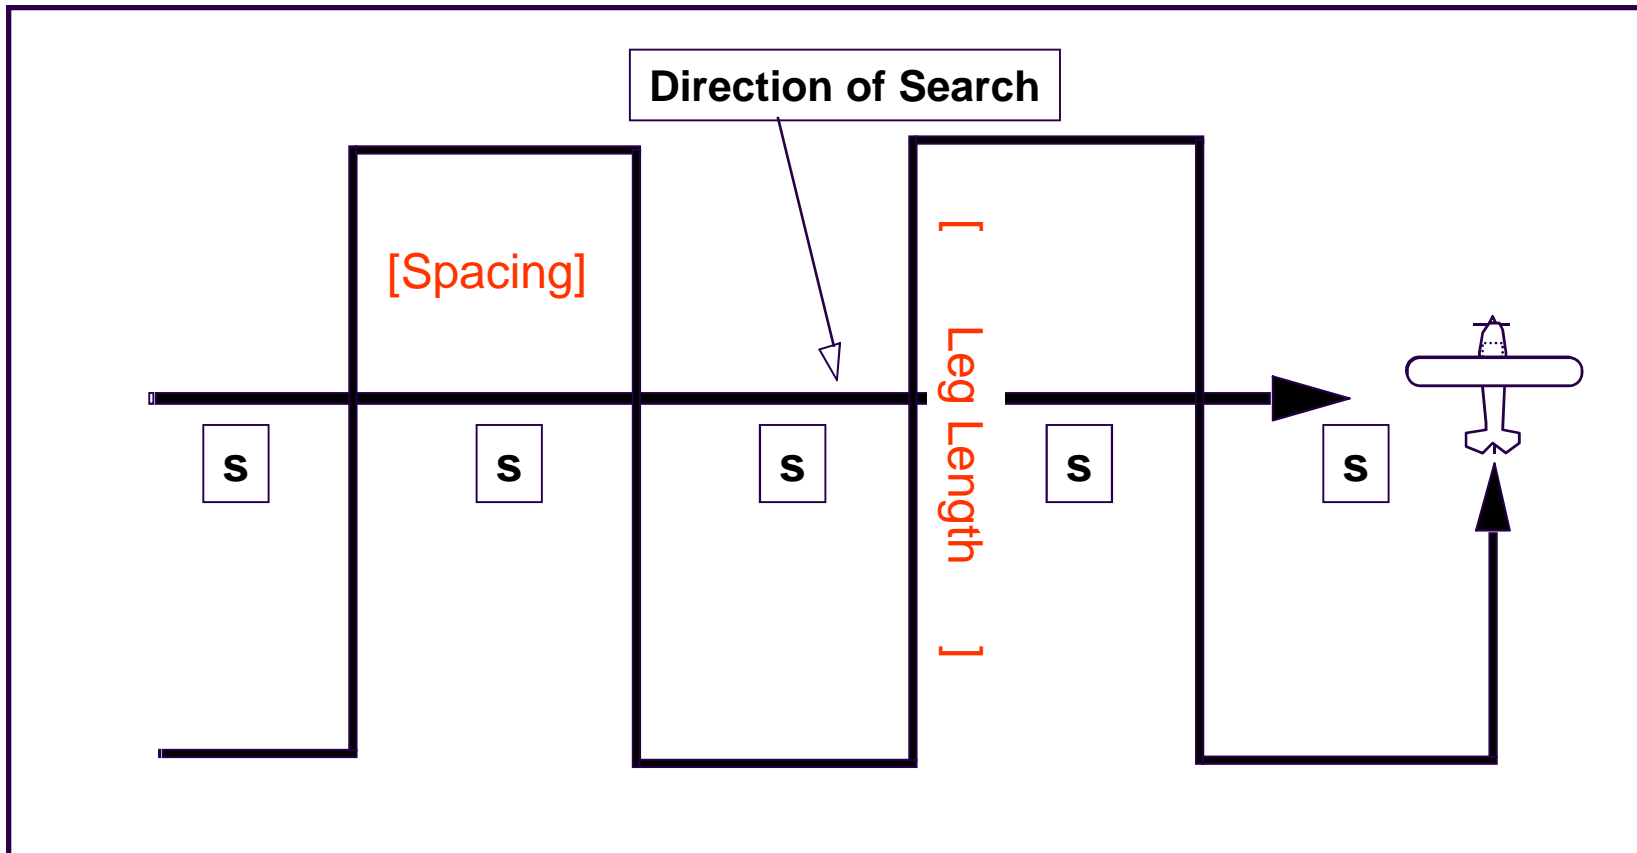 Direction of Search
[Spacing]
[ Leg Length ]
s
s
s
s
s